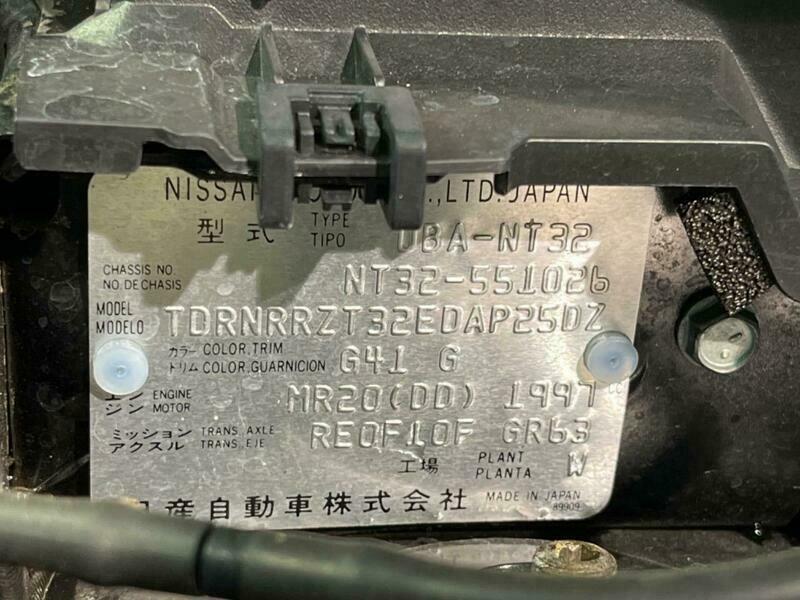 NISSAN ., LTD. JAPAN
型式 TYPE TIPO DBA-NT32
CHASSIS NO. NO. DE CHASIS NT32-551026
MODEL MODELO TDRNRRZT32EDAP25DZ
カラー COLOR, TRIM
トリム COLOR, GUARNICION G41 G
エンジン ENGINE MOTOR MR20(DD) 1997
ミッション アクスル TRANS. AXLE TRANS. EJE RE0F10F GR63
工場 PLANT PLANTA W
日産自動車株式会社 MADE IN JAPAN
89909